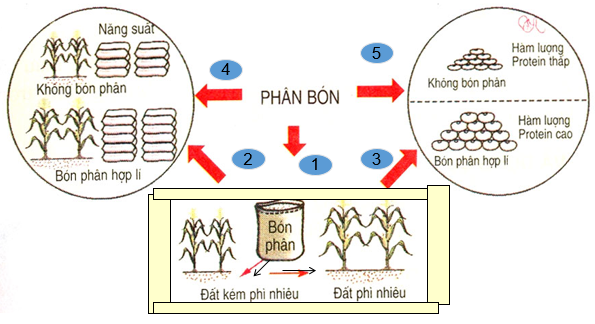 Năng suất
Không bón phân
Bón phân hợp lí
4
5
PHÂN BÓN
2
1
3
Hàm lượng
Protein thấp
Không bón phân
Hàm lượng
Protein cao
Bón phân hợp lí
Bón
phân
Đất kém phì nhiêu
Đất phì nhiêu